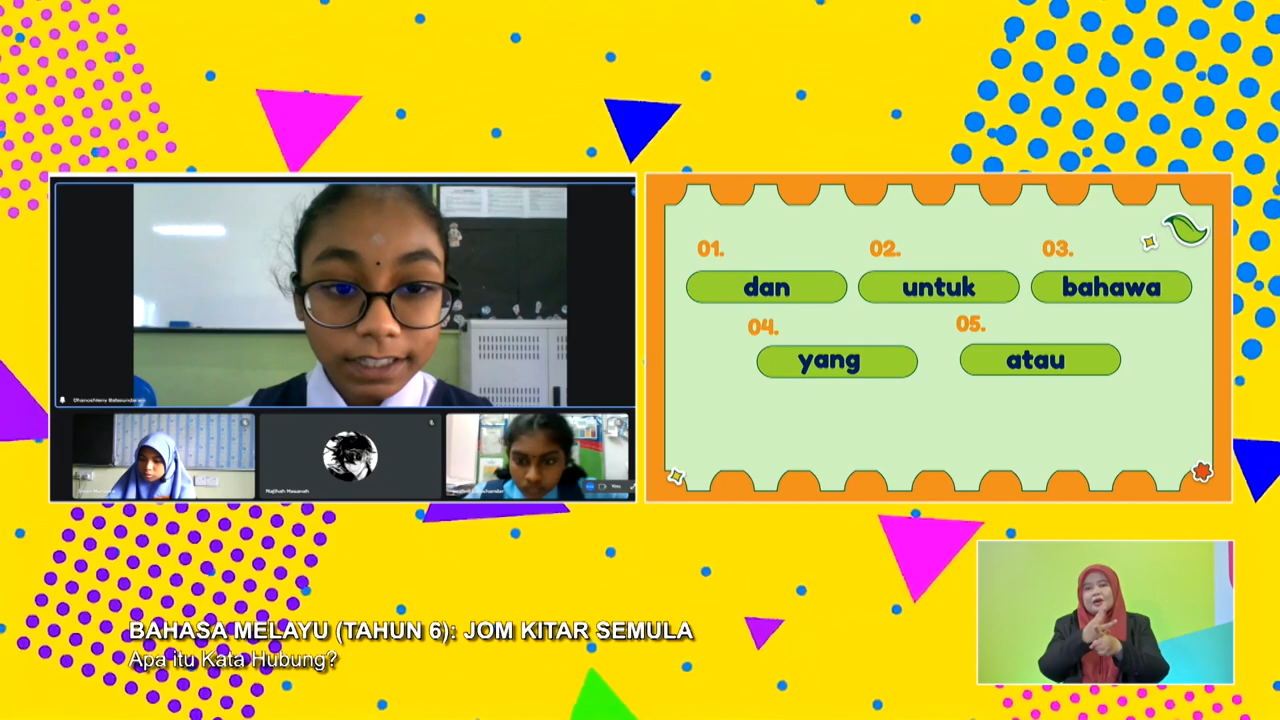 01.
02.
03.
dan
untuk
bahawa
04.
05.
yang
atau
BAHASA MELAYU (TAHUN 6): JOM KITAR SEMULA
Apa itu Kata Hubung?
You